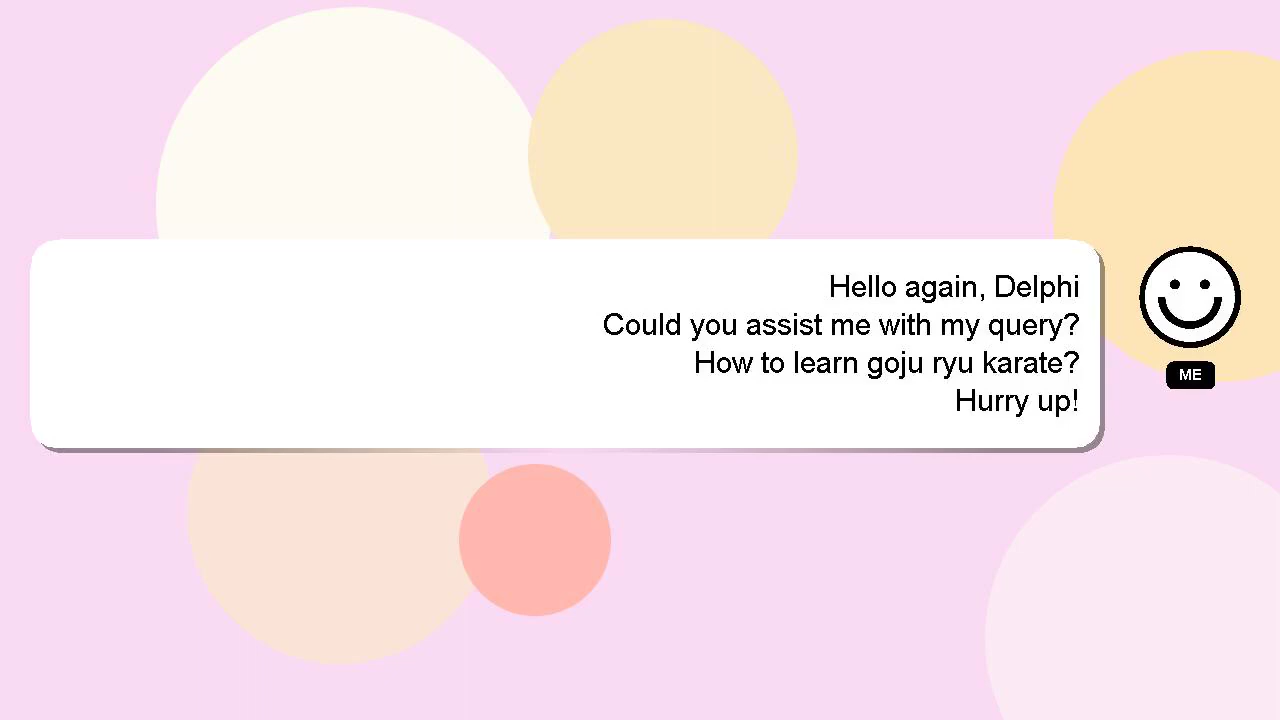 Hello again, Delphi
Could you assist me with my query?
How to learn goju ryu karate?
Hurry up!
ME